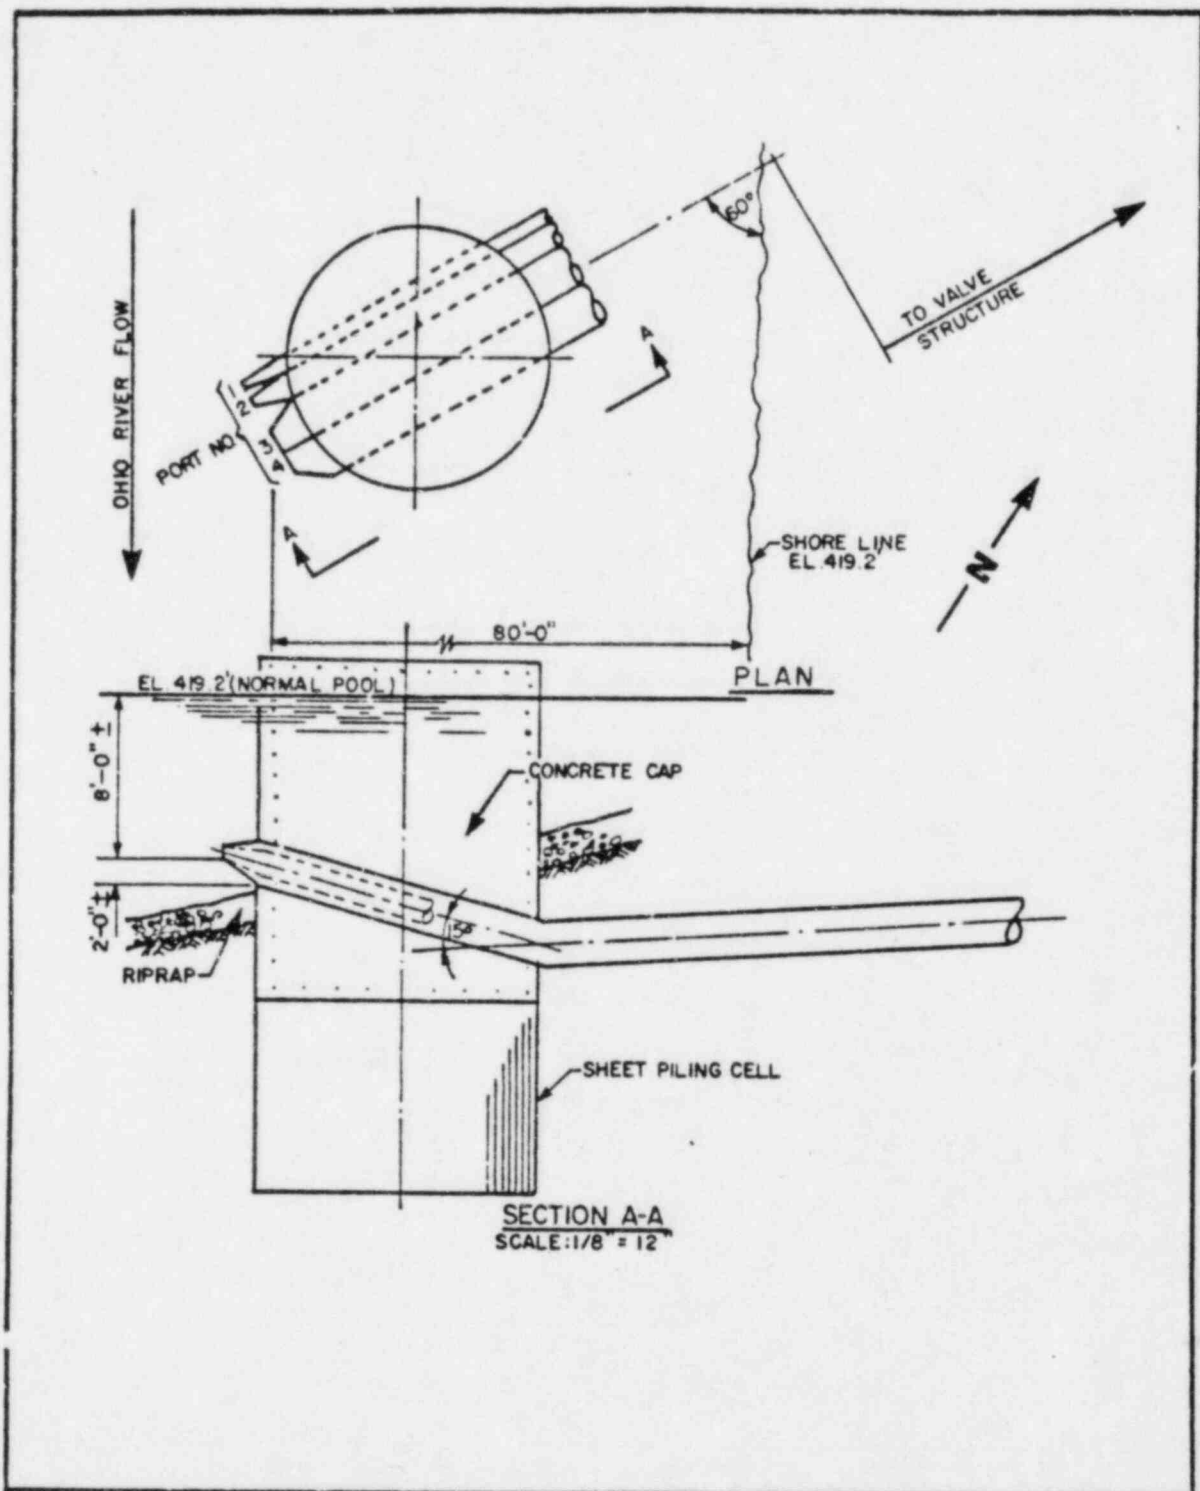 60°
TO VALVE
STRUCTURE
OHIO RIVER FLOW
A
1
2
PORT NO.
3
4
A
SHORE LINE
EL. 419.2'
N
80'-0"
PLAN
EL. 419.2' (NORMAL POOL)
8'-0" ±
CONCRETE CAP
2'-0" ±
RIPRAP
SHEET PILING CELL
SECTION A-A
SCALE: 1/8" = 12"